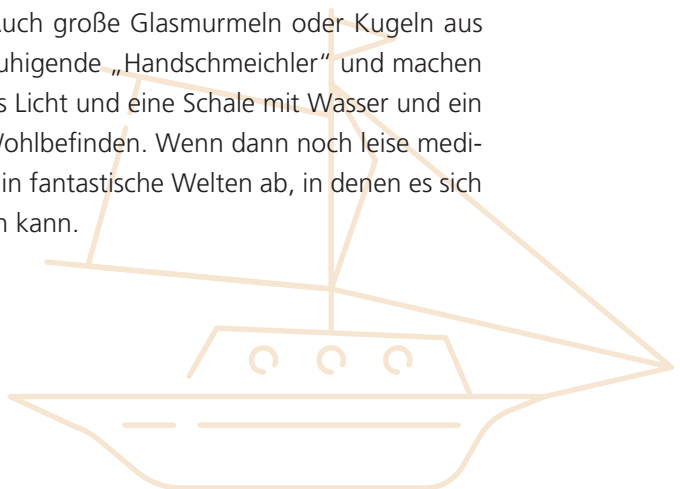 Auch große Glasmurmeln oder Kugeln aus
uhigende „Handschmeichler“ und machen
s Licht und eine Schale mit Wasser und ein
Wohlbefinden. Wenn dann noch leise medi-
in fantastische Welten ab, in denen es sich
n kann.